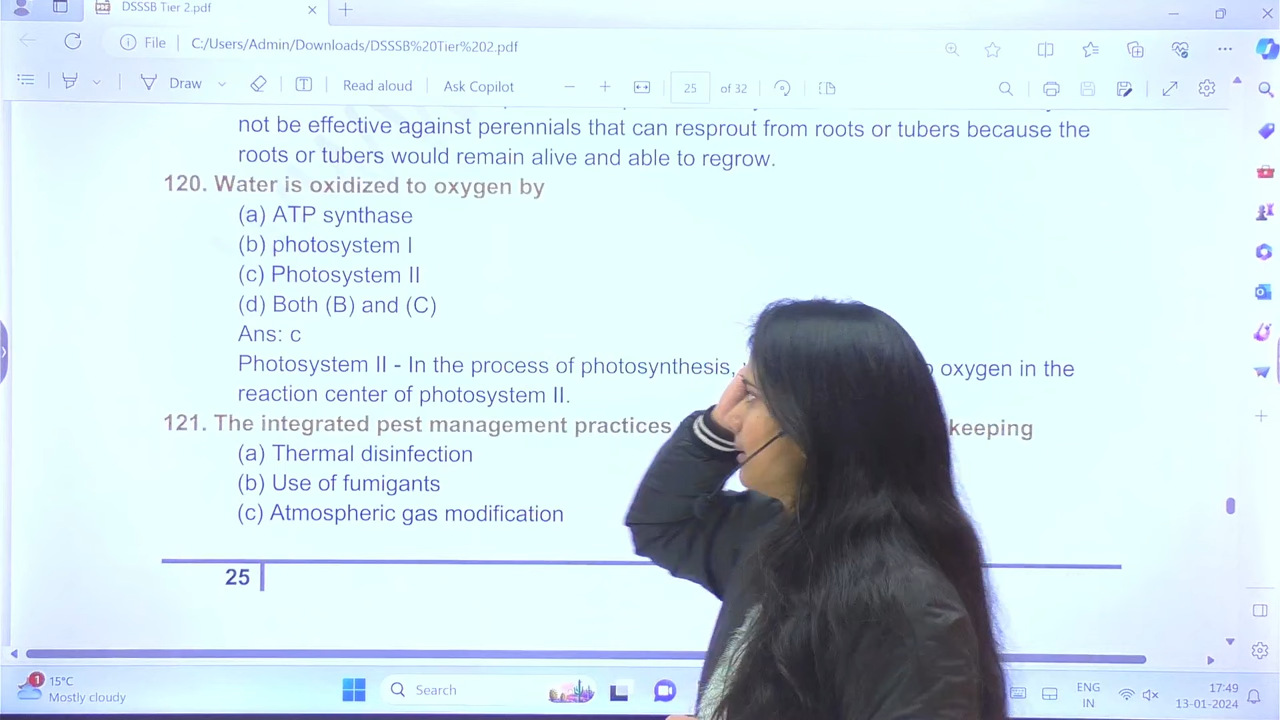 DSSSB Tier 2.pdf
File
C:/Users/Admin/Downloads/DSSSB%20Tier%202.pdf
Draw
Read aloud
Ask Copilot
25 of 32
not be effective against perennials that can resprout from roots or tubers because the
roots or tubers would remain alive and able to regrow.
120. Water is oxidized to oxygen by
(a) ATP synthase
(b) photosystem I
(c) Photosystem II
(d) Both (B) and (C)
Ans: c
Photosystem II - In the process of photosynthesis, oxygen in the
reaction center of photosystem II.
121. The integrated pest management practices keeping
(a) Thermal disinfection
(b) Use of fumigants
(c) Atmospheric gas modification
25
1
15°C
Mostly cloudy
Search
ENG
IN
17:49
13-01-2024